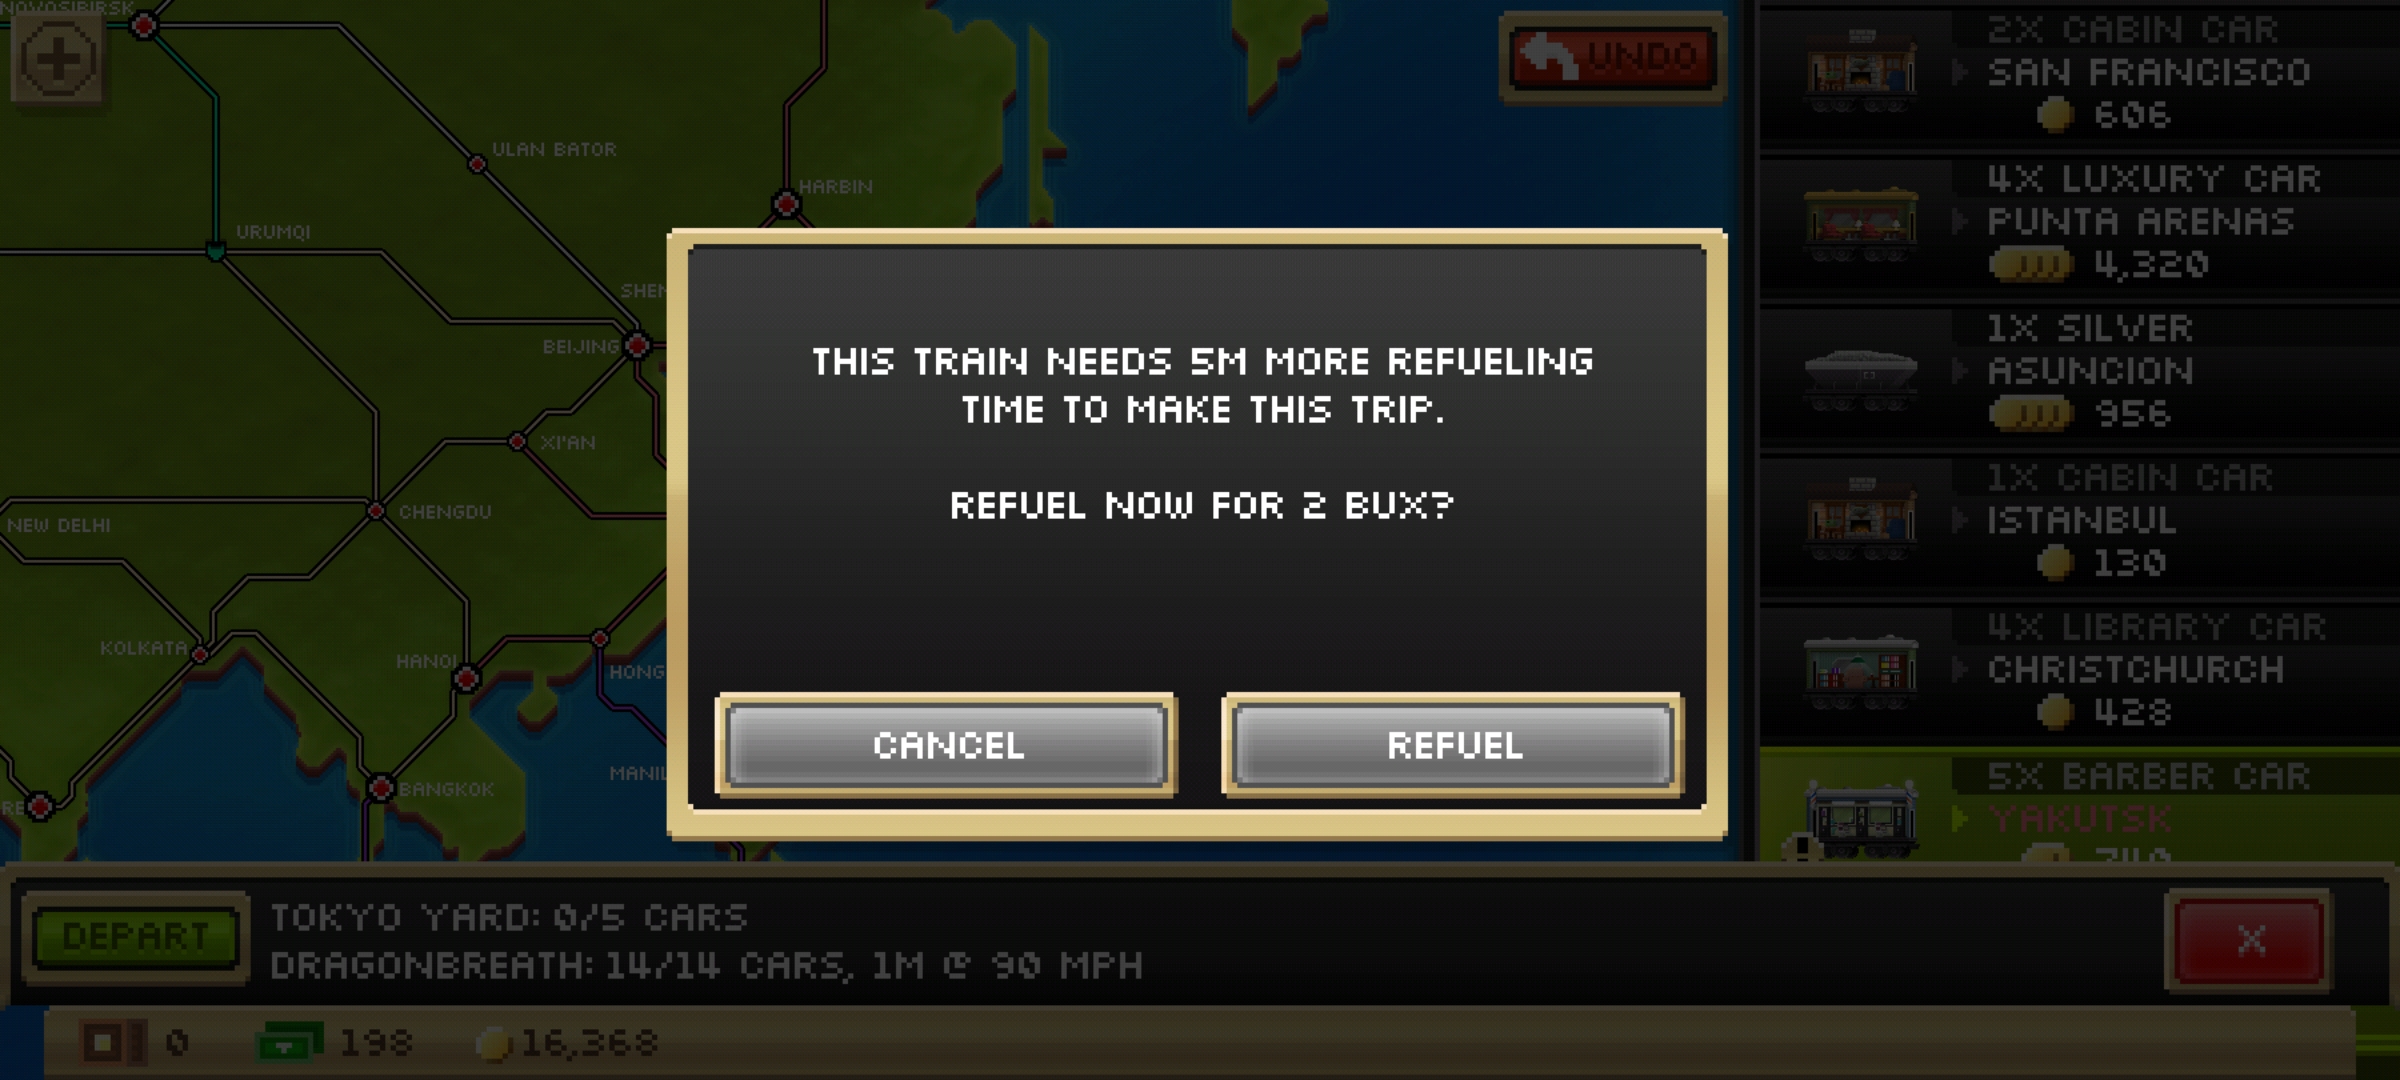 NOVOSIBIRSK
ULAN BATOR
HARBIN
URUMQI
SHEN
BEIJING
XI'AN
CHENGDU
NEW DELHI
KOLKATA
HANOI
HONG
MANIL
BANGKOK
RE
UNDO
THIS TRAIN NEEDS 5M MORE REFUELING
TIME TO MAKE THIS TRIP.
REFUEL NOW FOR 2 BUX?
CANCEL
REFUEL
2X CABIN CAR
SAN FRANCISCO
606
4X LUXURY CAR
PUNTA ARENAS
4,320
1X SILVER
ASUNCION
956
1X CABIN CAR
ISTANBUL
130
4X LIBRARY CAR
CHRISTCHURCH
428
5X BARBER CAR
YAKUTSK
DEPART
TOKYO YARD: 0/5 CARS
DRAGONBREATH: 14/14 CARS, 1M @ 90 MPH
X
0
198
16,368